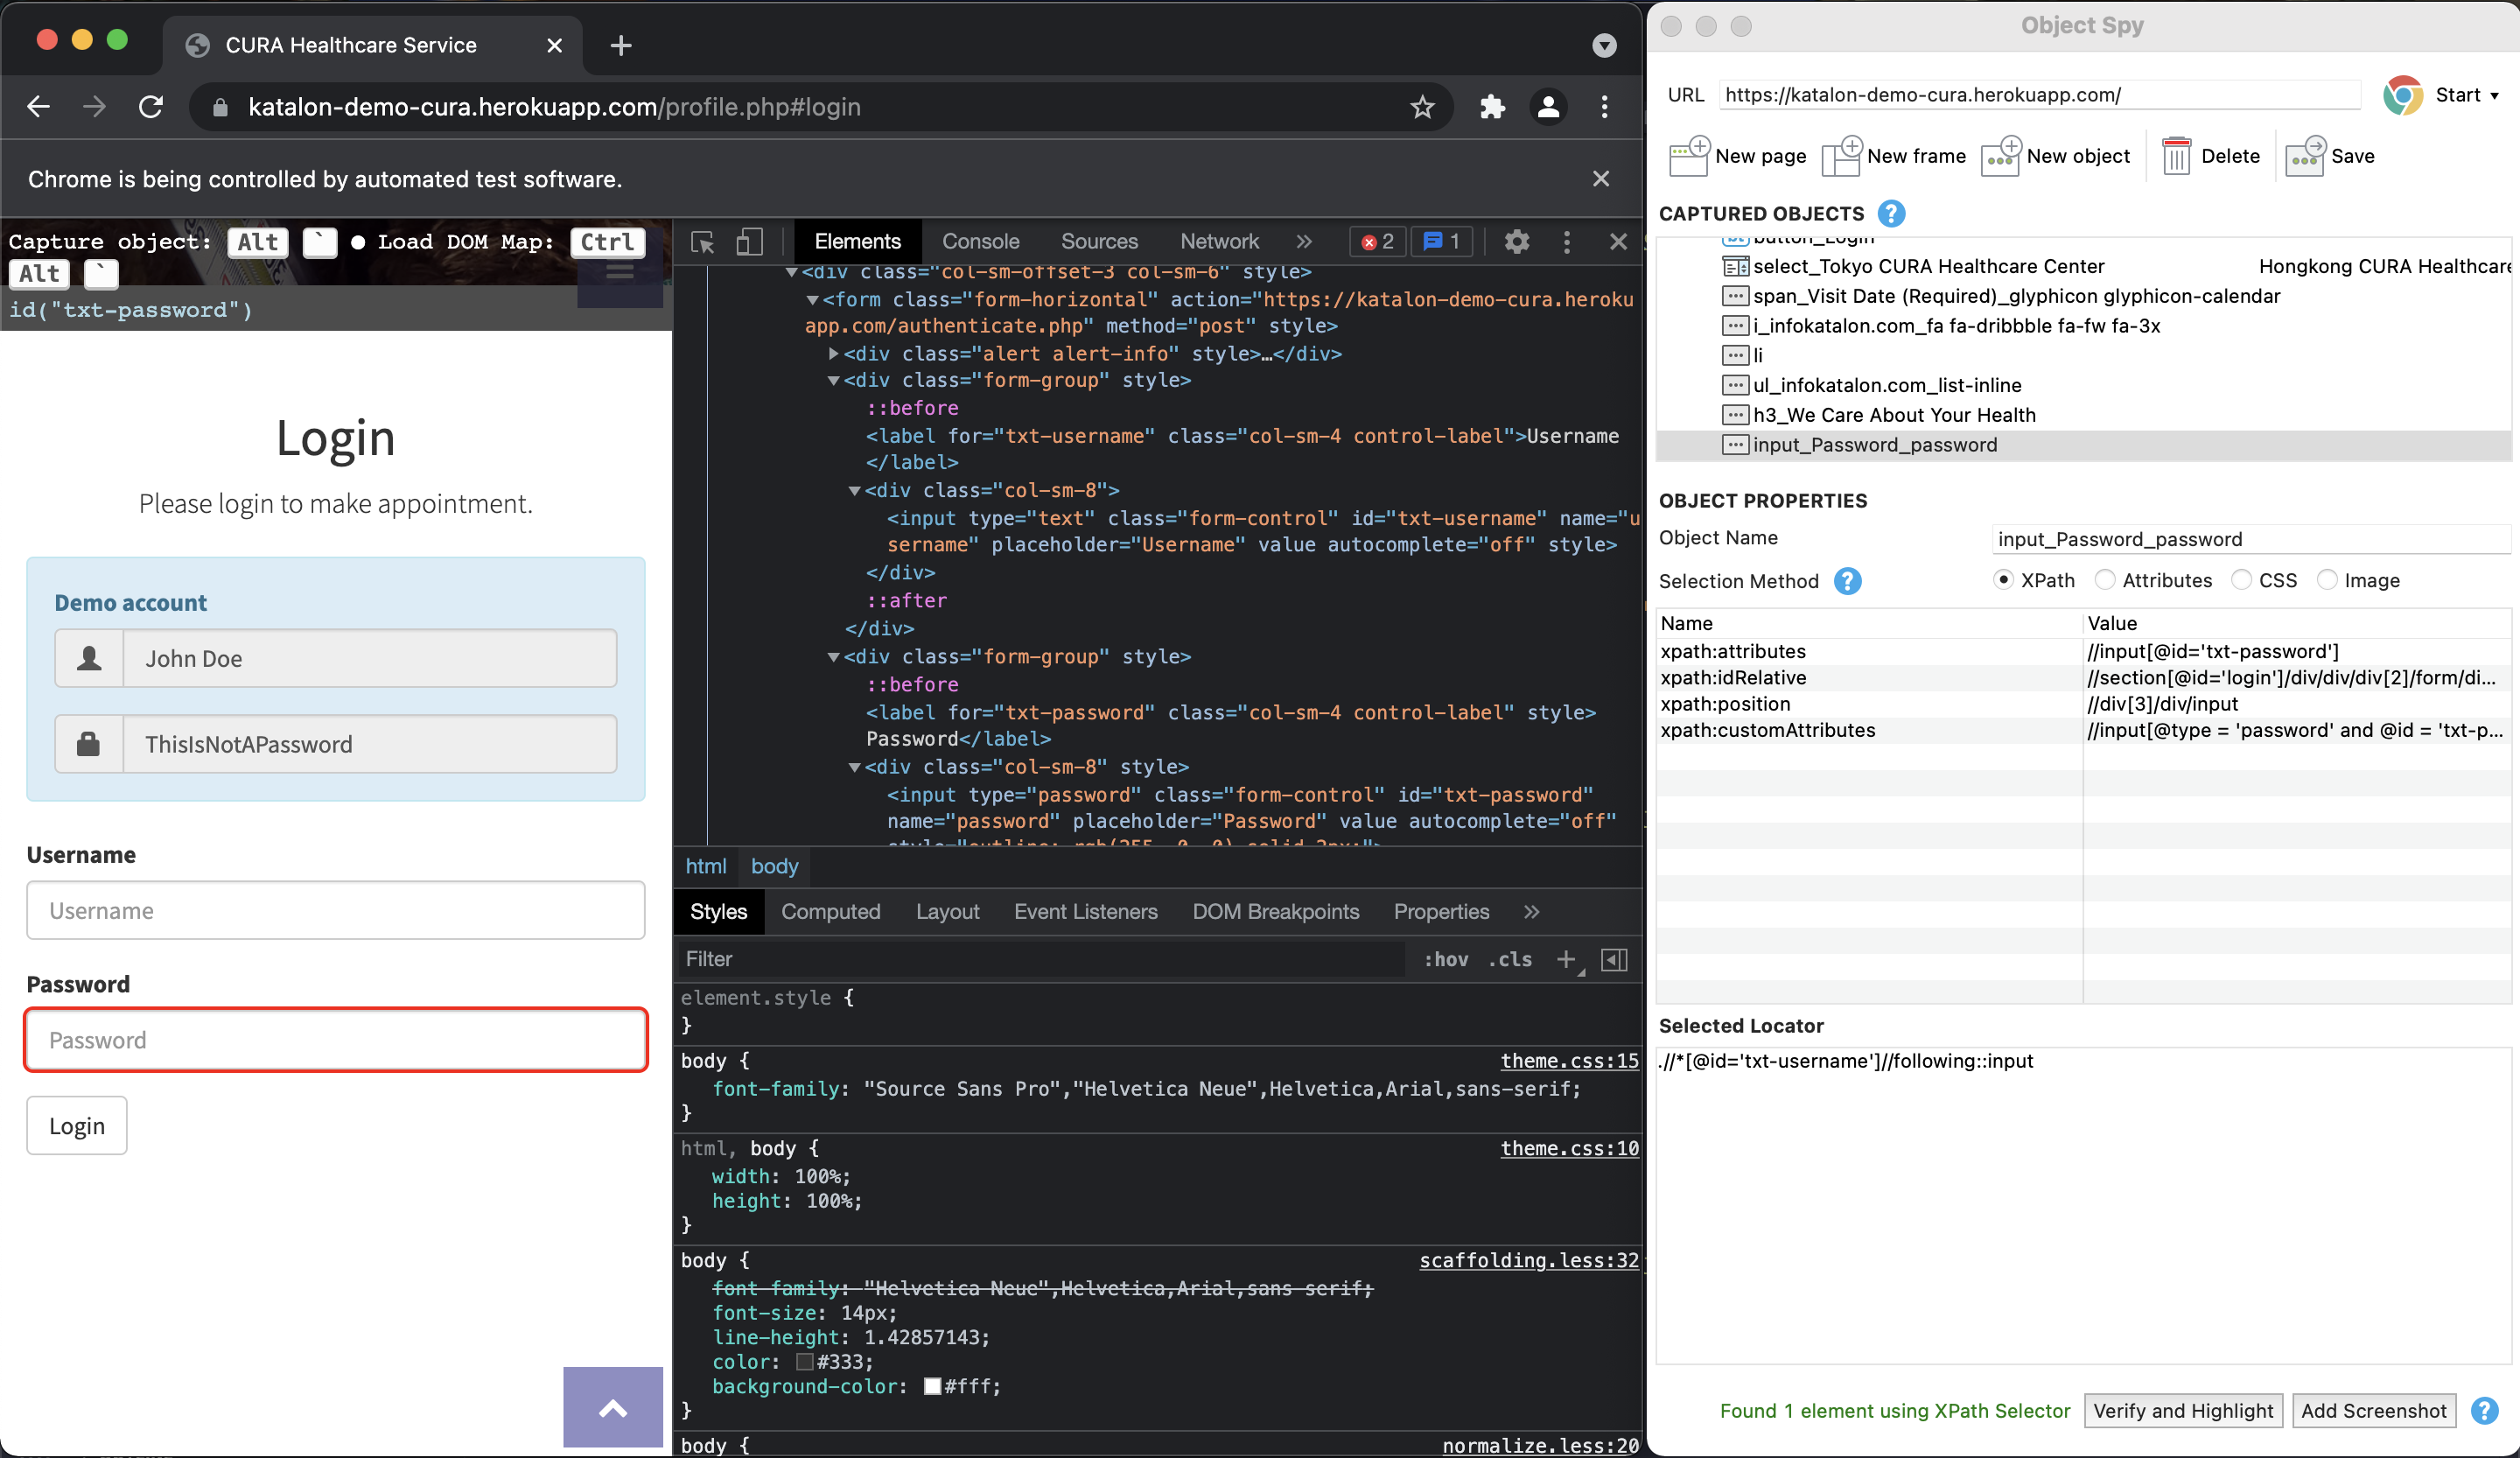 CURA Healthcare Service
katalon-demo-cura.herokuapp.com/profile.php#login
Chrome is being controlled by automated test software.
Capture object: Alt ` ● Load DOM Map: Ctrl
Alt `
id("txt-password")
Login
Please login to make appointment.
Demo account
John Doe
ThisIsNotAPassword
Username
Username
Password
Password
Login
Elements Console Sources Network » 2 1
<div class="col-sm-offset-3 col-sm-6" style>
<form class="form-horizontal" action="https://katalon-demo-cura.heroku
app.com/authenticate.php" method="post" style>
<div class="alert alert-info" style>…</div>
<div class="form-group" style>
::before
<label for="txt-username" class="col-sm-4 control-label">Username
</label>
<div class="col-sm-8">
<input type="text" class="form-control" id="txt-username" name="u
sername" placeholder="Username" value autocomplete="off" style>
</div>
::after
</div>
<div class="form-group" style>
::before
<label for="txt-password" class="col-sm-4 control-label" style>
Password</label>
<div class="col-sm-8" style>
<input type="password" class="form-control" id="txt-password"
name="password" placeholder="Password" value autocomplete="off"
style="outline: rgb(255, 0, 0) solid 2px;">
html body
Styles Computed Layout Event Listeners DOM Breakpoints Properties »
Filter :hov .cls +
element.style {
}
body { theme.css:15
font-family: "Source Sans Pro","Helvetica Neue",Helvetica,Arial,sans-serif;
}
html, body { theme.css:10
width: 100%;
height: 100%;
}
body { scaffolding.less:32
font-family: "Helvetica Neue",Helvetica,Arial,sans-serif;
font-size: 14px;
line-height: 1.42857143;
color: #333;
background-color: #fff;
}
body { normalize.less:20
Object Spy
URL https://katalon-demo-cura.herokuapp.com/ Start
New page New frame New object Delete Save
CAPTURED OBJECTS ?
button_Login
select_Tokyo CURA Healthcare Center Hongkong CURA Healthcare
span_Visit Date (Required)_glyphicon glyphicon-calendar
i_infokatalon.com_fa fa-dribbble fa-fw fa-3x
li
ul_infokatalon.com_list-inline
h3_We Care About Your Health
input_Password_password
OBJECT PROPERTIES
Object Name input_Password_password
Selection Method ? XPath Attributes CSS Image
Name Value
xpath:attributes //input[@id='txt-password']
xpath:idRelative //section[@id='login']/div/div/div[2]/form/di...
xpath:position //div[3]/div/input
xpath:customAttributes //input[@type = 'password' and @id = 'txt-p...
Selected Locator
.//*[@id='txt-username']//following::input
Found 1 element using XPath Selector Verify and Highlight Add Screenshot ?